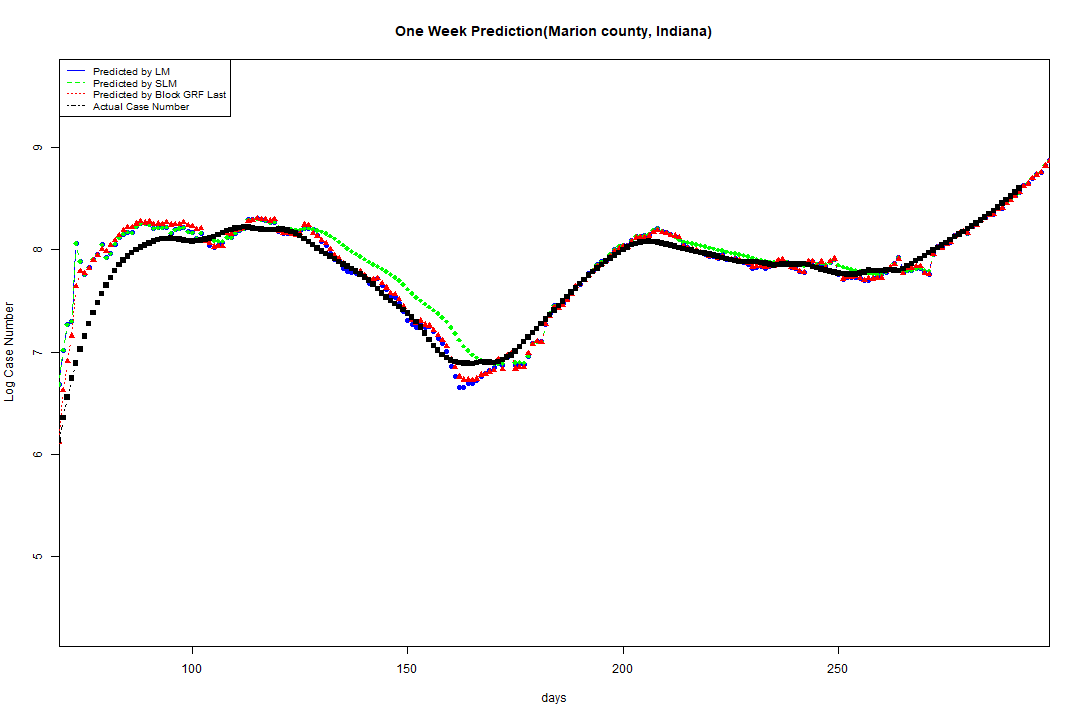 One Week Prediction(Marion county, Indiana)
Predicted by LM
Predicted by SLM
Predicted by Block GRF Last
Actual Case Number
9
8
7
6
5
Log Case Number
100 150 200 250
days